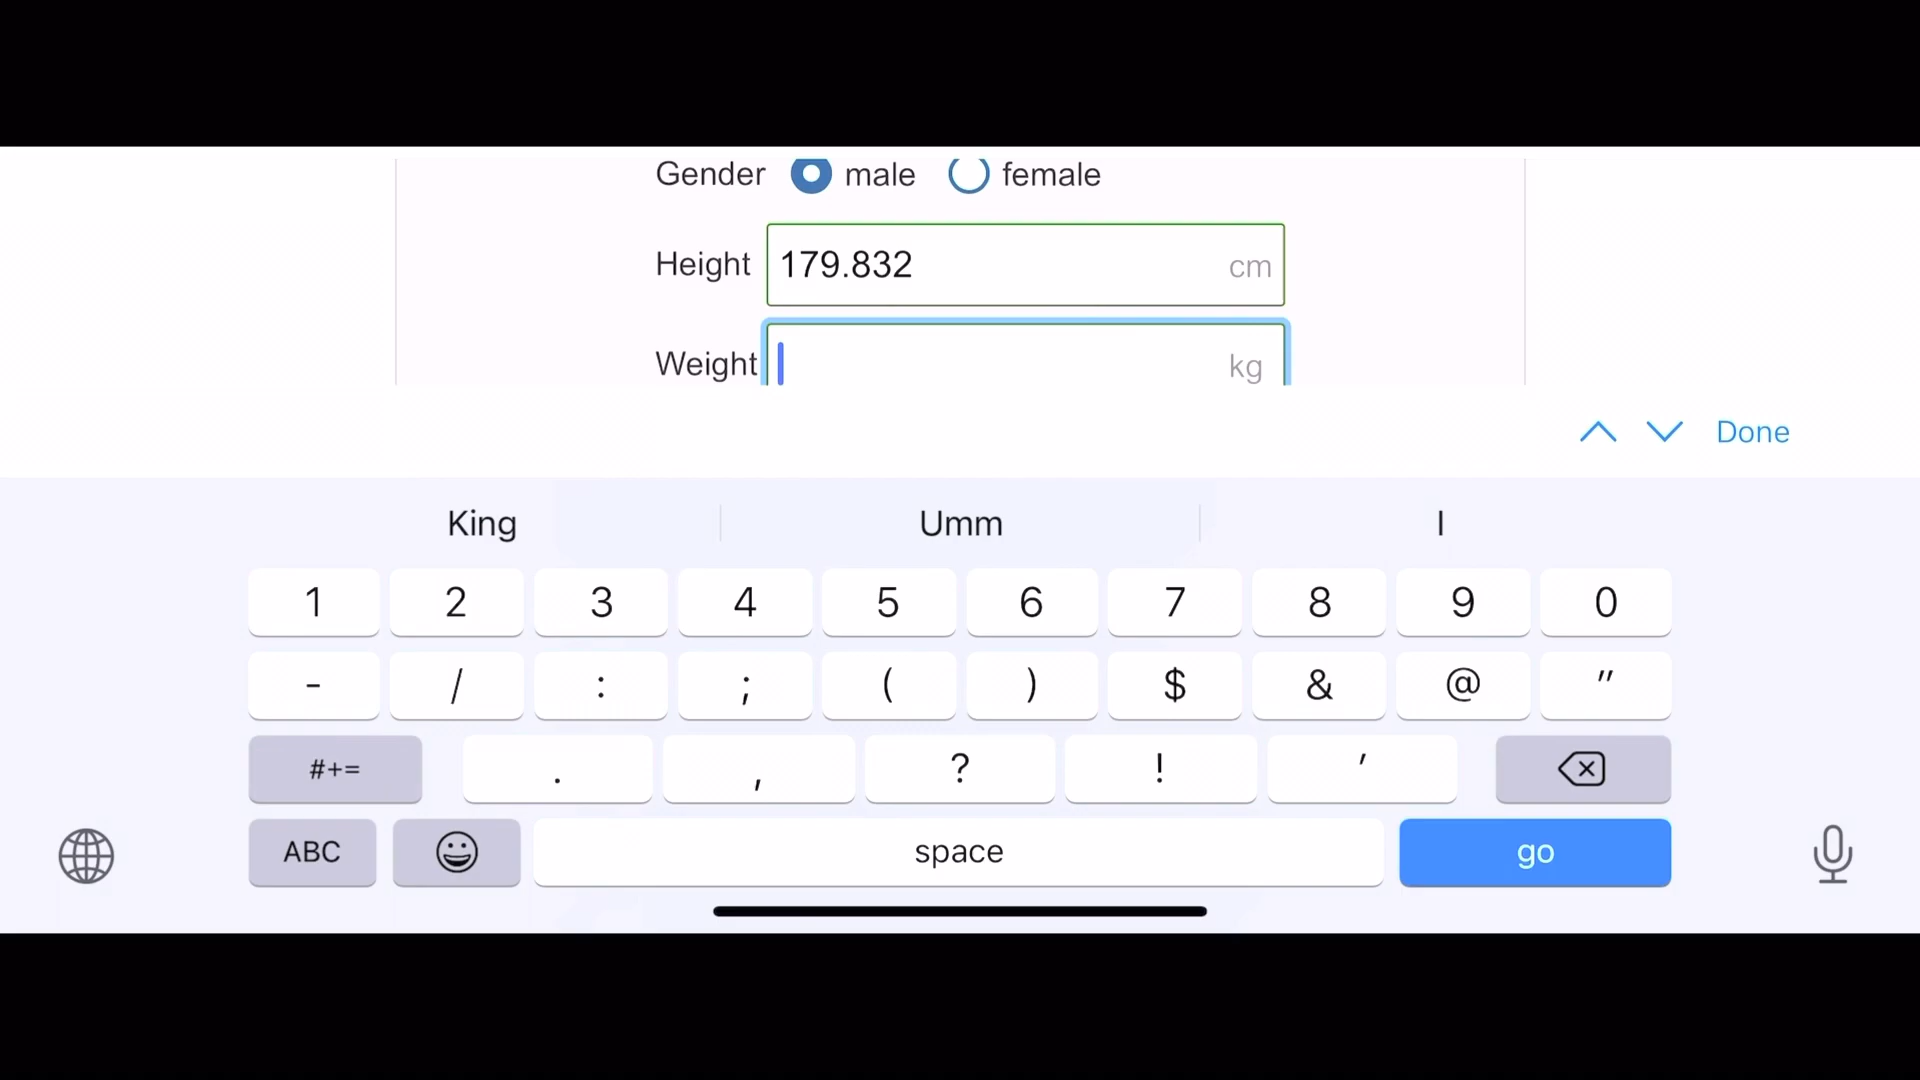 Gender male female
Height 179.832 cm
Weight kg
Done
King Umm I
1 2 3 4 5 6 7 8 9 0
- / : ; ( ) $ & @ "
#+= . , ? ! '
ABC space go